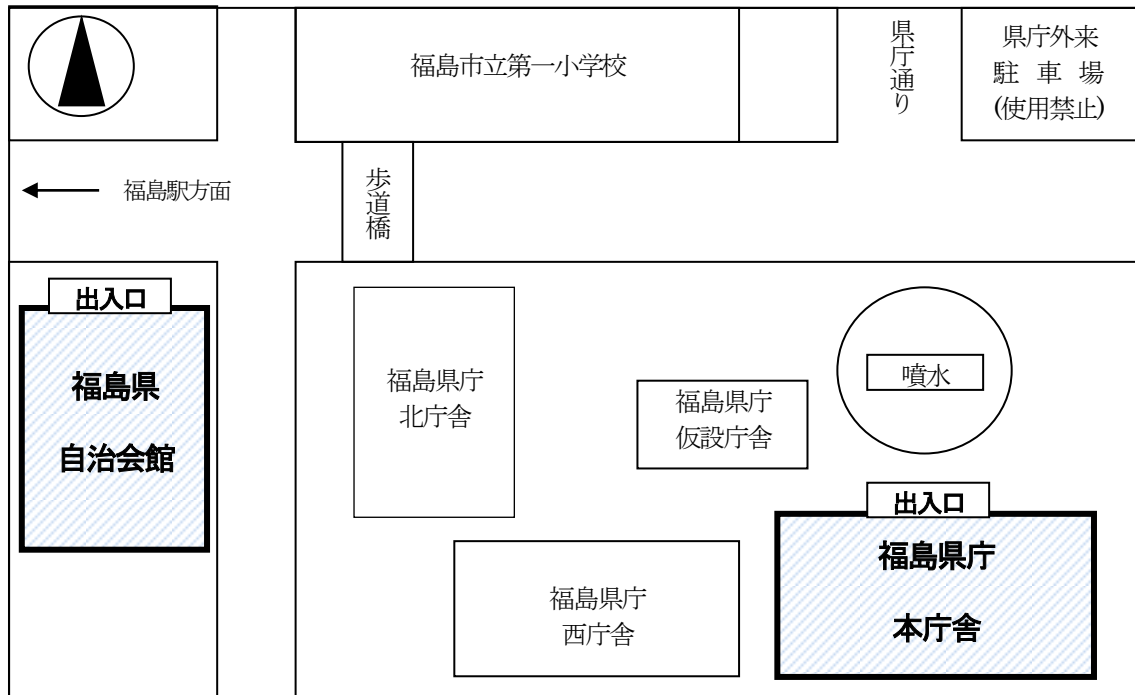 福島市立第一小学校
県庁通り
県庁外来
駐車場
(使用禁止)
福島駅方面
歩道橋
出入口
福島県
自治会館
福島県庁
北庁舎
福島県庁
仮設庁舎
噴水
出入口
福島県庁
本庁舎
福島県庁
西庁舎